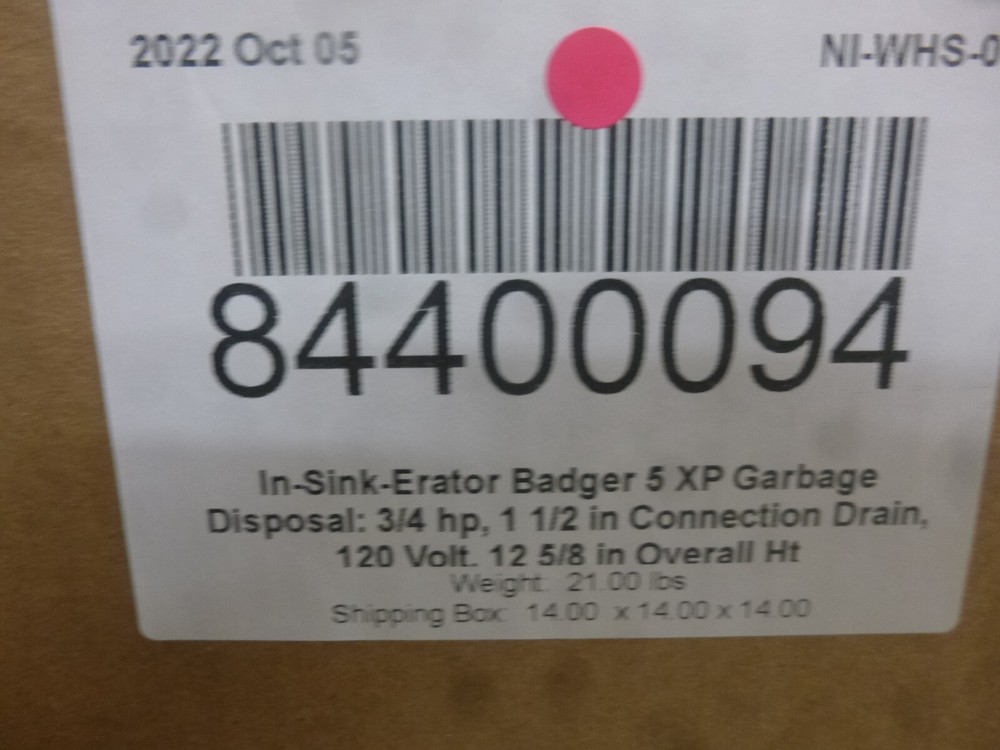 2022 Oct 05
NI-WHS-0
84400094
In-Sink-Erator Badger 5 XP Garbage
Disposal: 3/4 hp, 1 1/2 in Connection Drain,
120 Volt. 12 5/8 in Overall Ht
Weight: 21.00 lbs
Shipping Box: 14.00 x 14.00 x 14.00